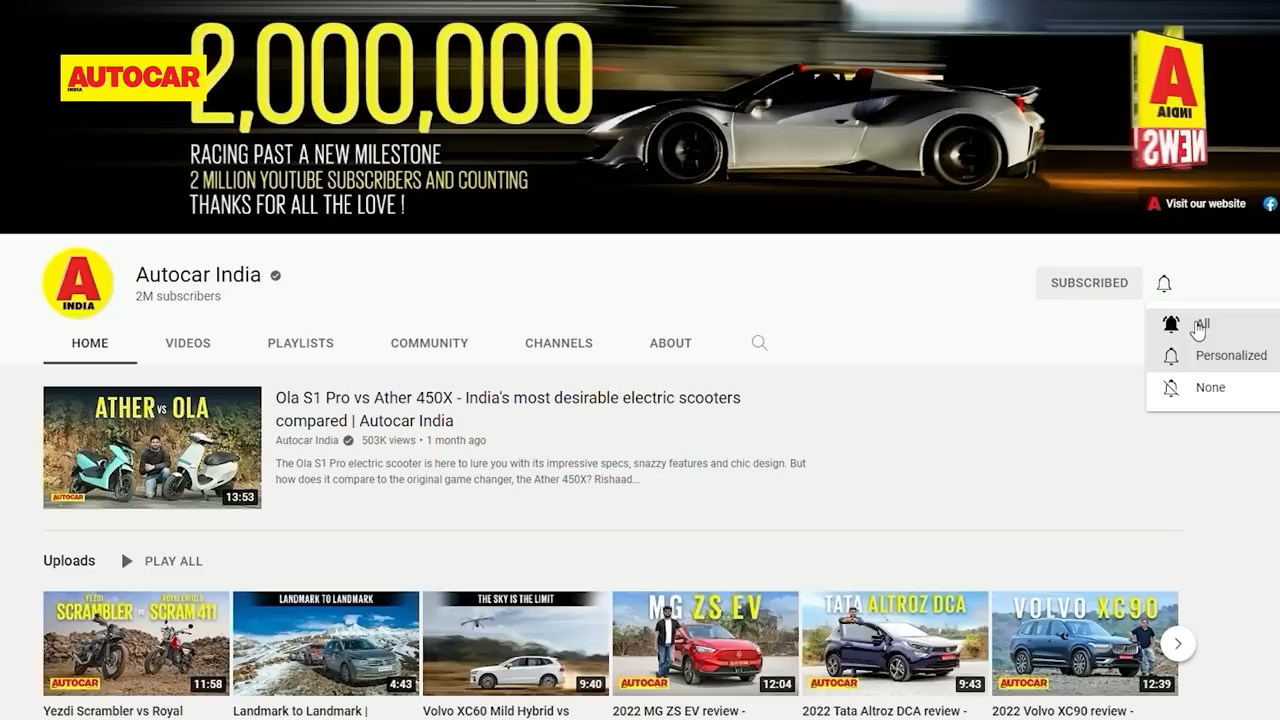 2,000,000
AUTOCAR
INDIA
RACING PAST A NEW MILESTONE
2 MILLION YOUTUBE SUBSCRIBERS AND COUNTING
THANKS FOR ALL THE LOVE !
A
INDIA
NEWS
Visit our website
A
INDIA
Autocar India
2M subscribers
SUBSCRIBED
All
Personalized
None
HOME VIDEOS PLAYLISTS COMMUNITY CHANNELS ABOUT
ATHER VS OLA
AUTOCAR
13:53
Ola S1 Pro vs Ather 450X - India's most desirable electric scooters
compared | Autocar India
Autocar India 503K views • 1 month ago
The Ola S1 Pro electric scooter is here to lure you with its impressive specs, snazzy features and chic design. But
how does it compare to the original game changer, the Ather 450X? Rishaad...
Uploads PLAY ALL
YEZDI SCRAMBLER VS ROYAL ENFIELD SCRAM 411
AUTOCAR
11:58
LANDMARK TO LANDMARK
4:43
THE SKY IS THE LIMIT
9:40
MG ZS EV
AUTOCAR
12:04
TATA ALTROZ DCA
AUTOCAR
9:43
VOLVO XC90
AUTOCAR
12:39
Yezdi Scrambler vs Royal
Landmark to Landmark |
Volvo XC60 Mild Hybrid vs
2022 MG ZS EV review -
2022 Tata Altroz DCA review -
2022 Volvo XC90 review -